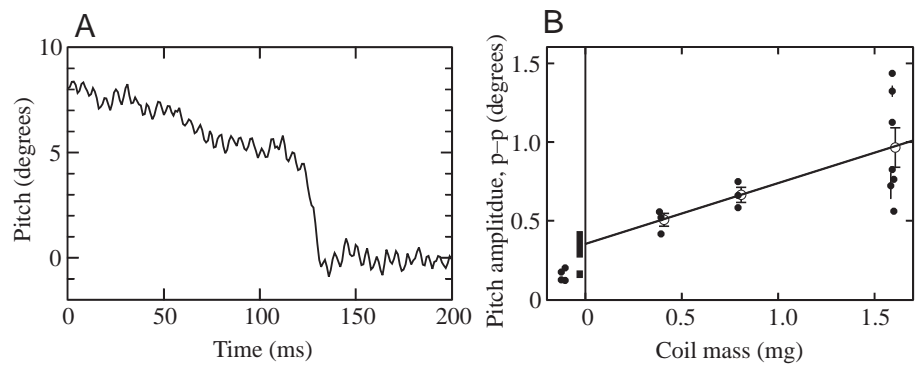 A
10
5
0
Pitch (degrees)
0
50
100
150
200
Time (ms)
B
1.5
1.0
0.5
0
Pitch amplitdue, p–p (degrees)
0
0.5
1.0
1.5
Coil mass (mg)